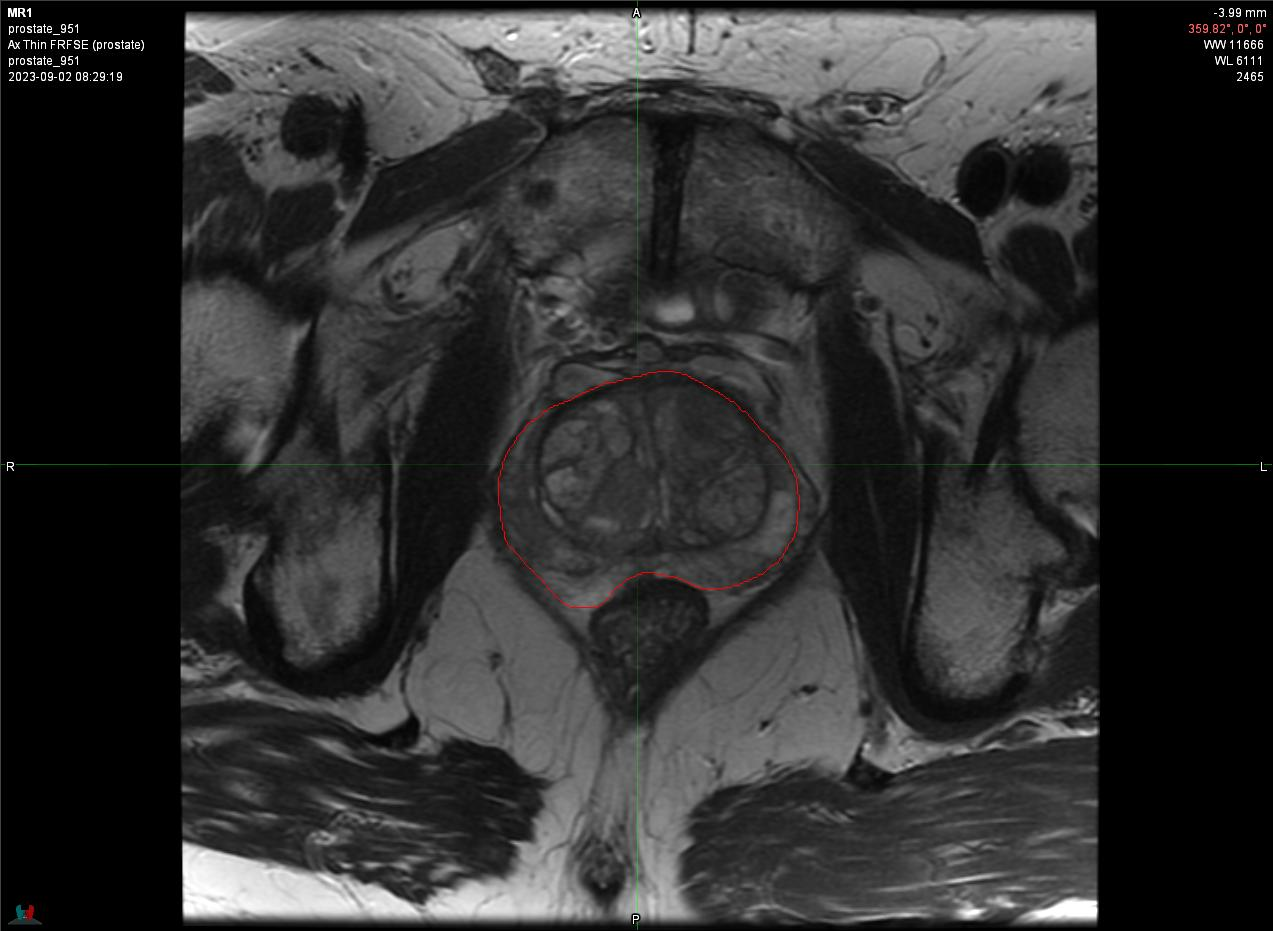 MR1
prostate_951
Ax Thin FRFSE (prostate)
prostate_951
2023-09-02 08:29:19
A
-3.99 mm
359.82°, 0°, 0°
WW 11666
WL 6111
2465
R
L
P